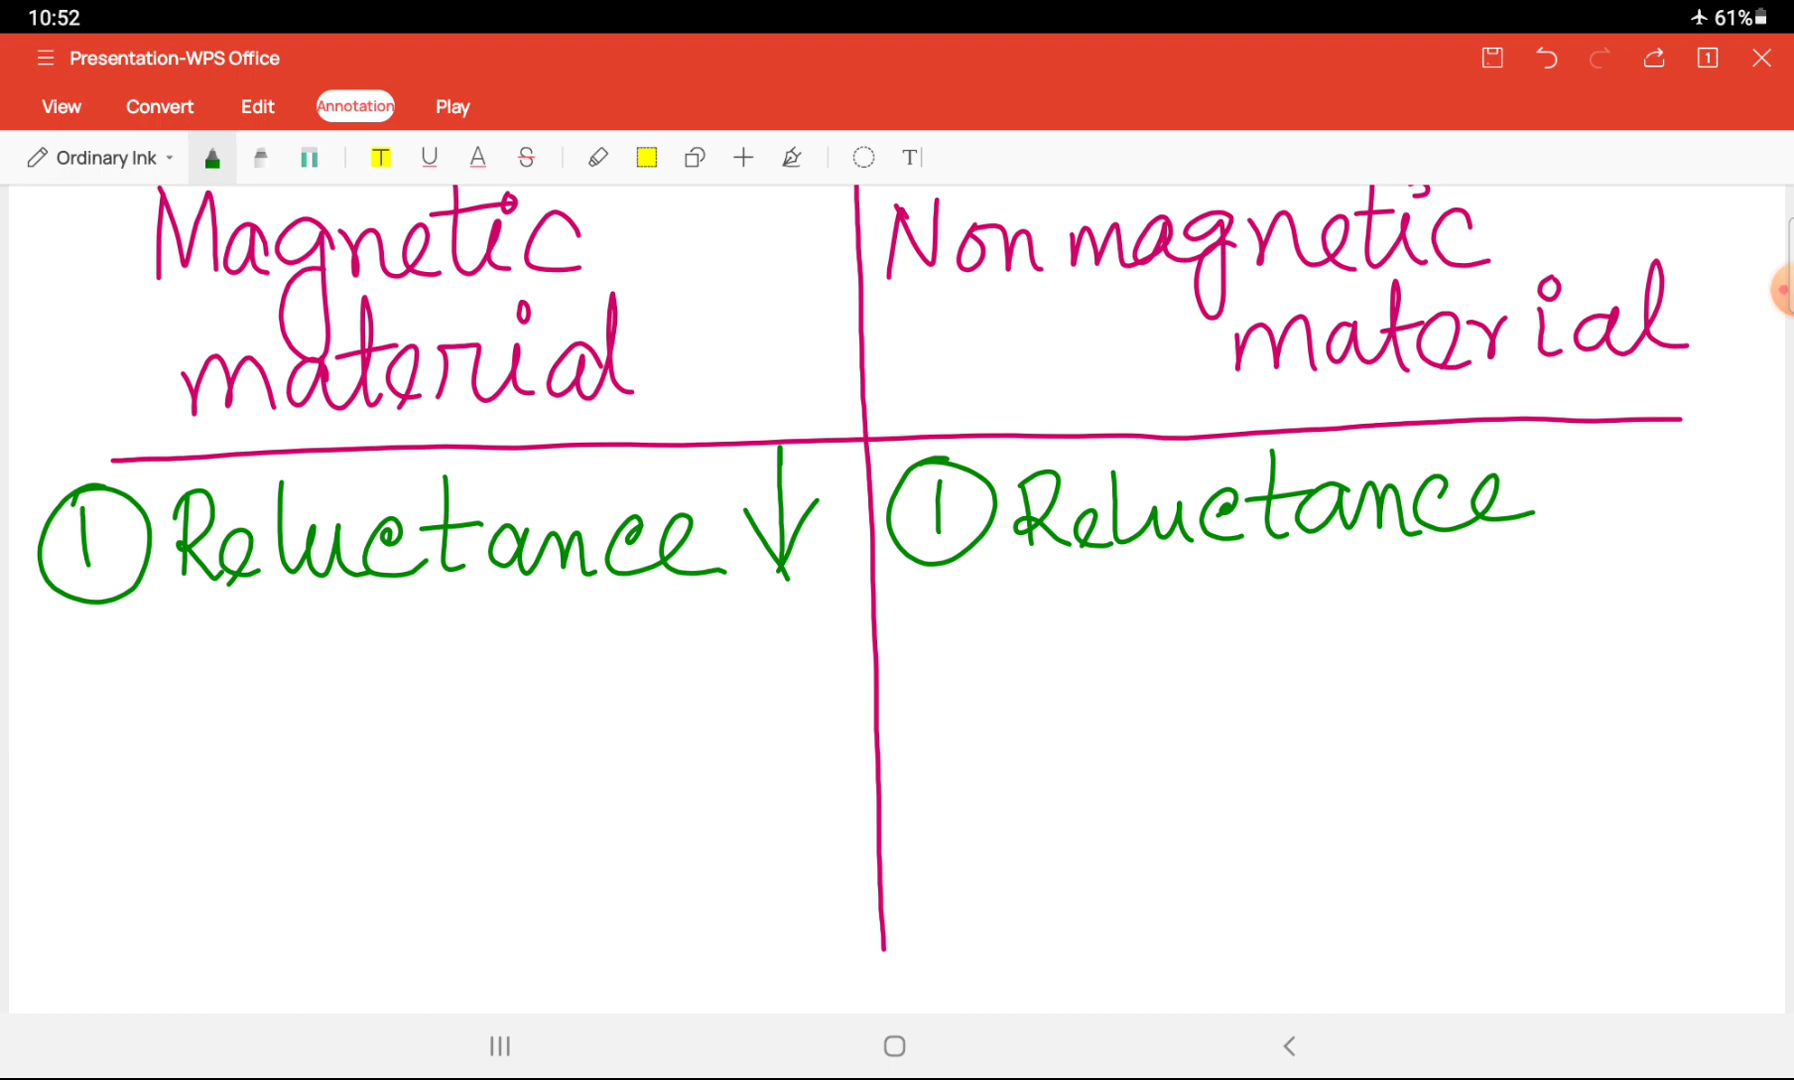 10:52
61%
Presentation-WPS Office
1
View Convert Edit Annotation Play
Ordinary Ink T U A S T
Magnetic
material
Non magnetic
material
① Reluctance ↓
① Reluctance